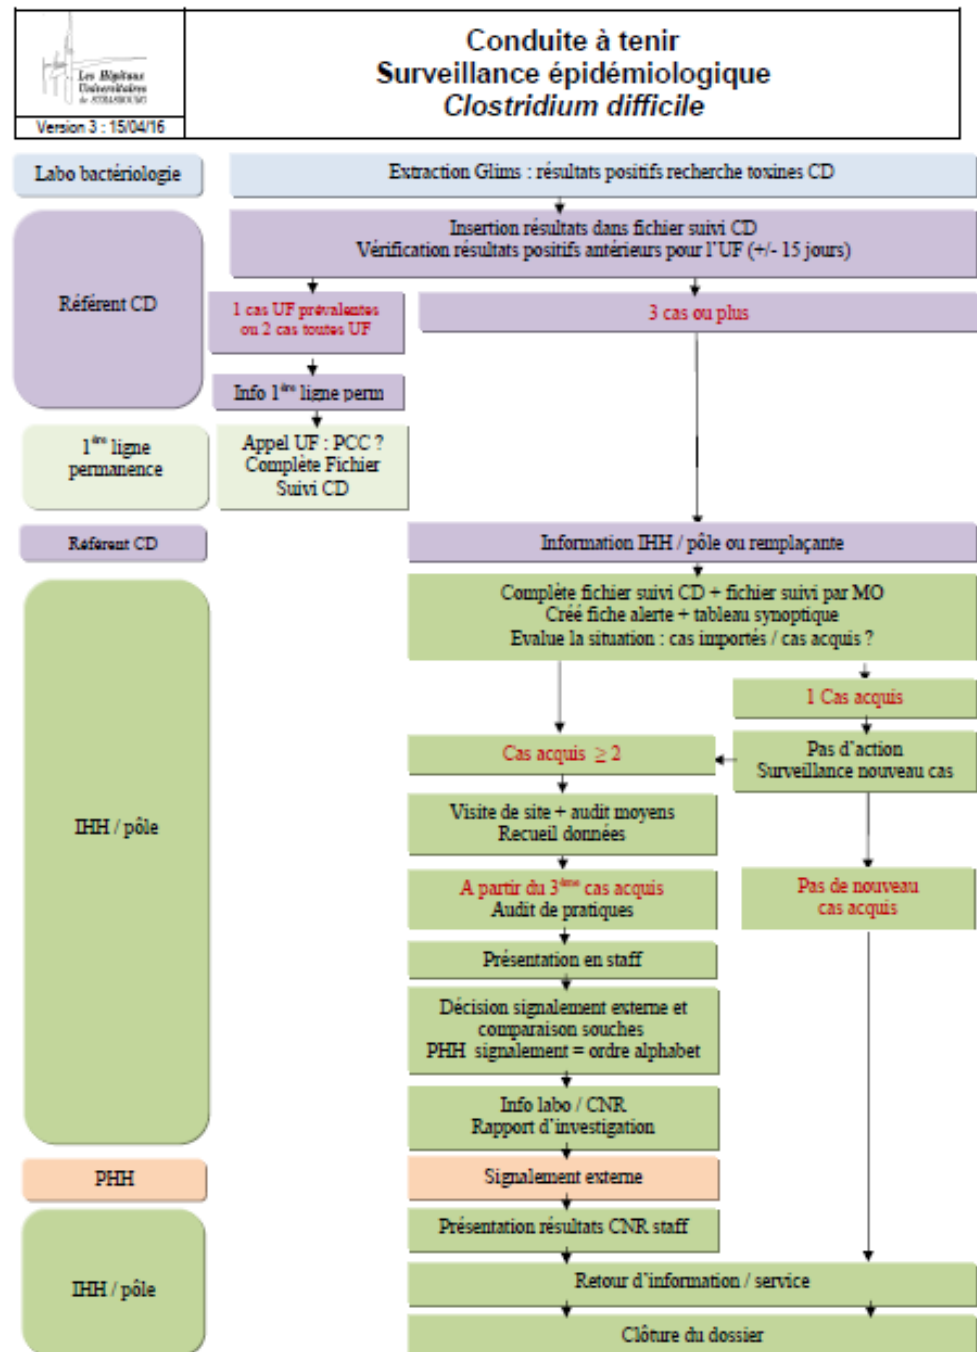 Les Hôpitaux
Universitaires
de STRASBOURG
Version 3 : 15/04/16
Conduite à tenir
Surveillance épidémiologique
Clostridium difficile
Labo bactériologie
Extraction Glims : résultats positifs recherche toxines CD
Référent CD
Insertion résultats dans fichier suivi CD
Vérification résultats positifs antérieurs pour l'UF (+/- 15 jours)
1 cas UF prévalentes
ou 2 cas toutes UF
3 cas ou plus
Info 1ère ligne perm
1ère ligne
permanence
Appel UF : PCC ?
Complète Fichier
Suivi CD
Référent CD
Information IHH / pôle ou remplaçante
IHH / pôle
Complète fichier suivi CD + fichier suivi par MO
Créé fiche alerte + tableau synoptique
Evalue la situation : cas importés / cas acquis ?
1 Cas acquis
Cas acquis ≥ 2
Pas d'action
Surveillance nouveau cas
Visite de site + audit moyens
Recueil données
A partir du 3ème cas acquis
Audit de pratiques
Pas de nouveau
cas acquis
Présentation en staff
Décision signalement externe et
comparaison souches
PHH signalement = ordre alphabet
Info labo / CNR
Rapport d'investigation
PHH
Signalement externe
IHH / pôle
Présentation résultats CNR staff
Retour d'information / service
Clôture du dossier